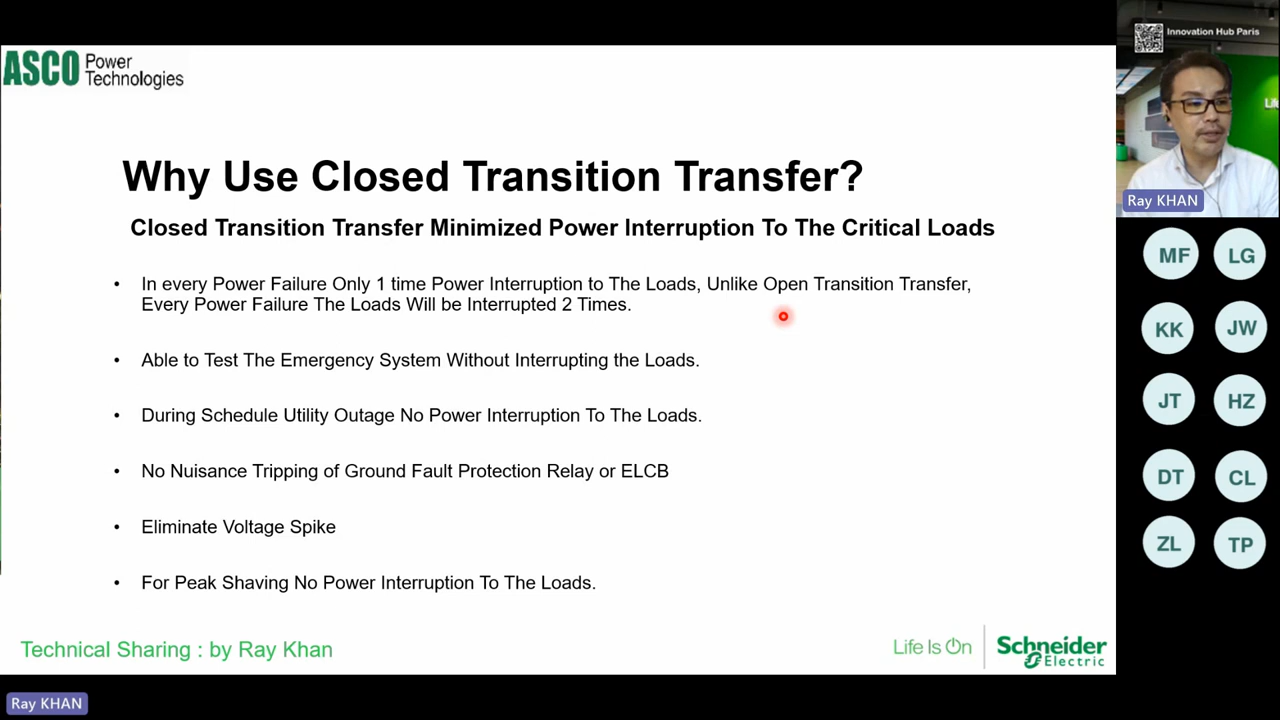 ASCO Power
Technologies
Innovation Hub Paris
Life
Why Use Closed Transition Transfer?
Ray KHAN
Closed Transition Transfer Minimized Power Interruption To The Critical Loads
• In every Power Failure Only 1 time Power Interruption to The Loads, Unlike Open Transition Transfer,
Every Power Failure The Loads Will be Interrupted 2 Times.
• Able to Test The Emergency System Without Interrupting the Loads.
• During Schedule Utility Outage No Power Interruption To The Loads.
• No Nuisance Tripping of Ground Fault Protection Relay or ELCB
• Eliminate Voltage Spike
• For Peak Shaving No Power Interruption To The Loads.
MF LG
KK JW
JT HZ
DT CL
ZL TP
Technical Sharing : by Ray Khan
Life Is On
Schneider
Electric
Ray KHAN